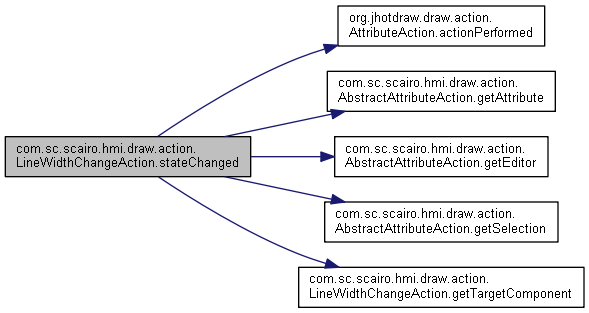 org.jhotdraw.draw.action.
AttributeAction.actionPerformed
com.sc.scairo.hmi.draw.action.
AbstractAttributeAction.getAttribute
com.sc.scairo.hmi.draw.action.
LineWidthChangeAction.stateChanged
com.sc.scairo.hmi.draw.action.
AbstractAttributeAction.getEditor
com.sc.scairo.hmi.draw.action.
AbstractAttributeAction.getSelection
com.sc.scairo.hmi.draw.action.
LineWidthChangeAction.getTargetComponent